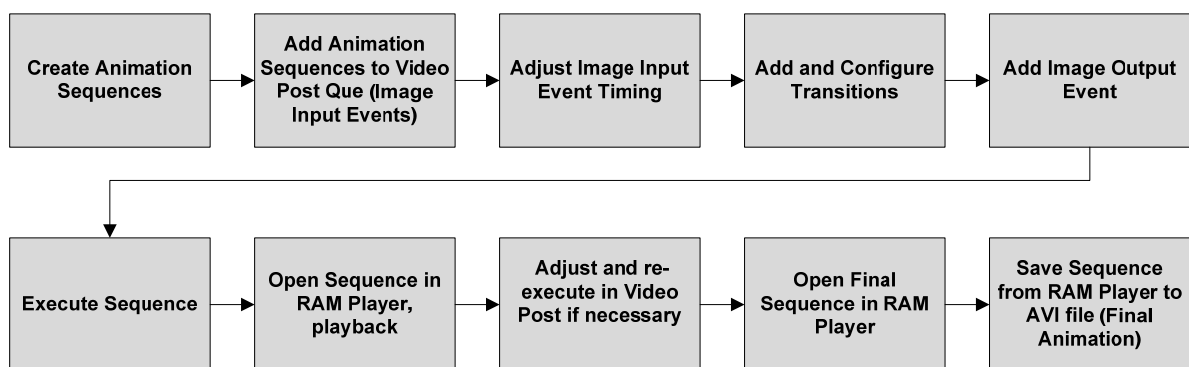 Create Animation
Sequences
Add Animation
Sequences to Video
Post Que (Image
Input Events)
Adjust Image Input
Event Timing
Add and Configure
Transitions
Add Image Output
Event
Execute Sequence
Open Sequence in
RAM Player,
playback
Adjust and re-
execute in Video
Post if necessary
Open Final
Sequence in RAM
Player
Save Sequence
from RAM Player to
AVI file (Final
Animation)